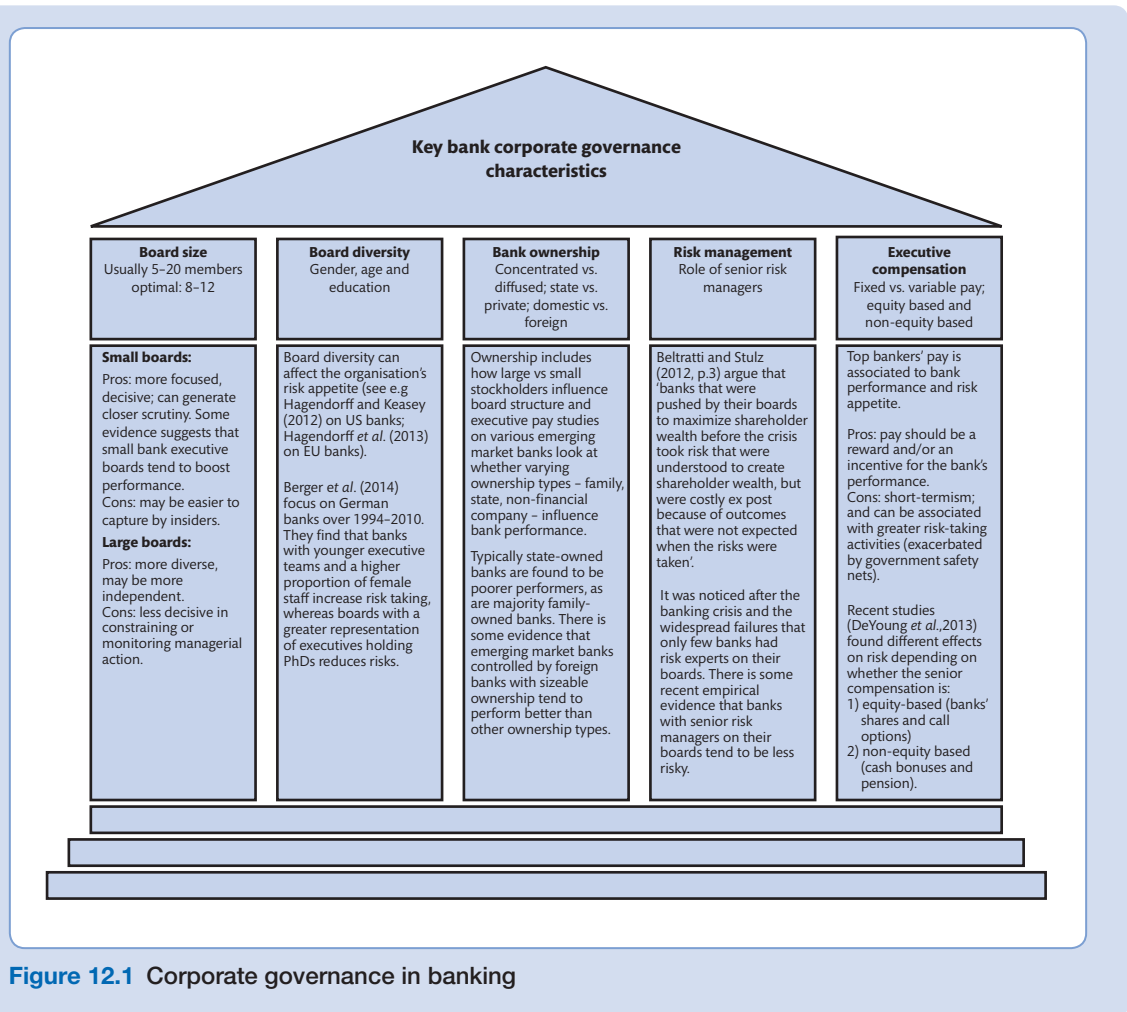 Key bank corporate governance
characteristics
Board size
Usually 5–20 members
optimal: 8–12
Board diversity
Gender, age and
education
Bank ownership
Concentrated vs.
diffused; state vs.
private; domestic vs.
foreign
Risk management
Role of senior risk
managers
Executive
compensation
Fixed vs. variable pay;
equity based and
non-equity based
Small boards:
Pros: more focused,
decisive; can generate
closer scrutiny. Some
evidence suggests that
small bank executive
boards tend to boost
performance.
Cons: may be easier to
capture by insiders.
Large boards:
Pros: more diverse,
may be more
independent.
Cons: less decisive in
constraining or
monitoring managerial
action.
Board diversity can
affect the organisation's
risk appetite (see e.g
Hagendorff and Keasey
(2012) on US banks;
Hagendorff et al. (2013)
on EU banks).
Berger et al. (2014)
focus on German
banks over 1994–2010.
They find that banks
with younger executive
teams and a higher
proportion of female
staff increase risk taking,
whereas boards with a
greater representation
of executives holding
PhDs reduces risks.
Ownership includes
how large vs small
stockholders influence
board structure and
executive pay studies
on various emerging
market banks look at
whether varying
ownership types – family,
state, non-financial
company – influence
bank performance.
Typically state-owned
banks are found to be
poorer performers, as
are majority family-
owned banks. There is
some evidence that
emerging market banks
controlled by foreign
banks with sizeable
ownership tend to
perform better than
other ownership types.
Beltratti and Stulz
(2012, p.3) argue that
'banks that were
pushed by their boards
to maximize shareholder
wealth before the crisis
took risk that were
understood to create
shareholder wealth, but
were costly ex post
because of outcomes
that were not expected
when the risks were
taken'.
It was noticed after the
banking crisis and the
widespread failures that
only few banks had
risk experts on their
boards. There is some
recent empirical
evidence that banks
with senior risk
managers on their
boards tend to be less
risky.
Top bankers' pay is
associated to bank
performance and risk
appetite.
Pros: pay should be a
reward and/or an
incentive for the bank's
performance.
Cons: short-termism;
and can be associated
with greater risk-taking
activities (exacerbated
by government safety
nets).
Recent studies
(DeYoung et al.,2013)
found different effects
on risk depending on
whether the senior
compensation is:
1) equity-based (banks'
shares and call
options)
2) non-equity based
(cash bonuses and
pension).
Figure 12.1 Corporate governance in banking